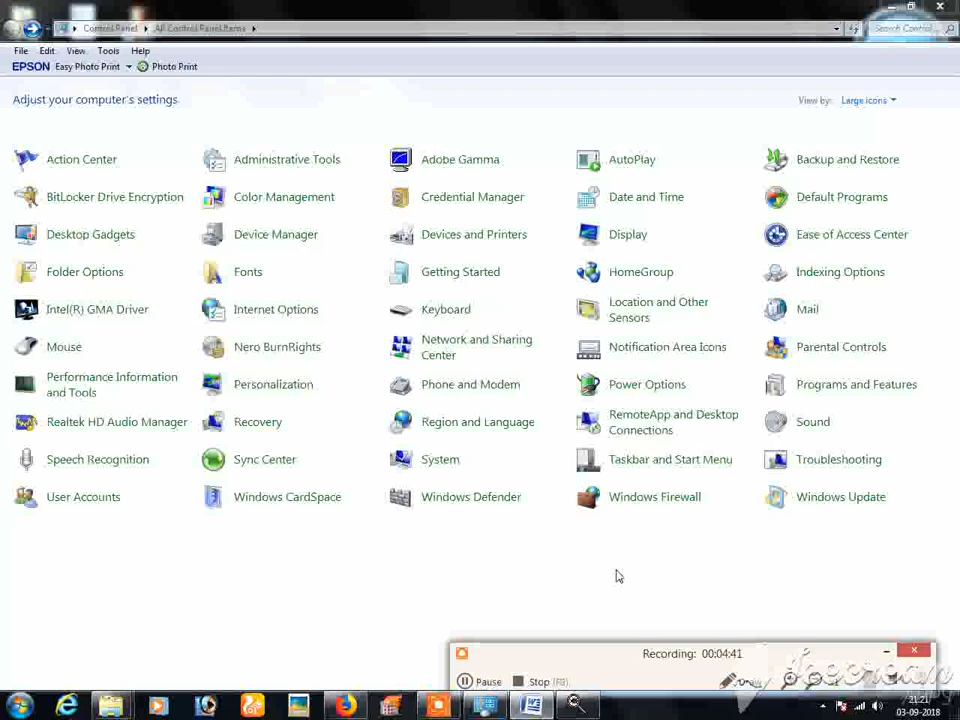 Control Panel ▸ All Control Panel Items ▸
Search Control
File Edit View Tools Help
EPSON Easy Photo Print Photo Print
Adjust your computer's settings
View by: Large icons
Action Center Administrative Tools Adobe Gamma AutoPlay Backup and Restore
BitLocker Drive Encryption Color Management Credential Manager Date and Time Default Programs
Desktop Gadgets Device Manager Devices and Printers Display Ease of Access Center
Folder Options Fonts Getting Started HomeGroup Indexing Options
Intel(R) GMA Driver Internet Options Keyboard Location and Other
Sensors Mail
Mouse Nero BurnRights Network and Sharing
Center Notification Area Icons Parental Controls
Performance Information
and Tools Personalization Phone and Modem Power Options Programs and Features
Realtek HD Audio Manager Recovery Region and Language RemoteApp and Desktop
Connections Sound
Speech Recognition Sync Center System Taskbar and Start Menu Troubleshooting
User Accounts Windows CardSpace Windows Defender Windows Firewall Windows Update
Recording: 00:04:41
Pause Stop (F8) Draw
21:21
03-09-2018